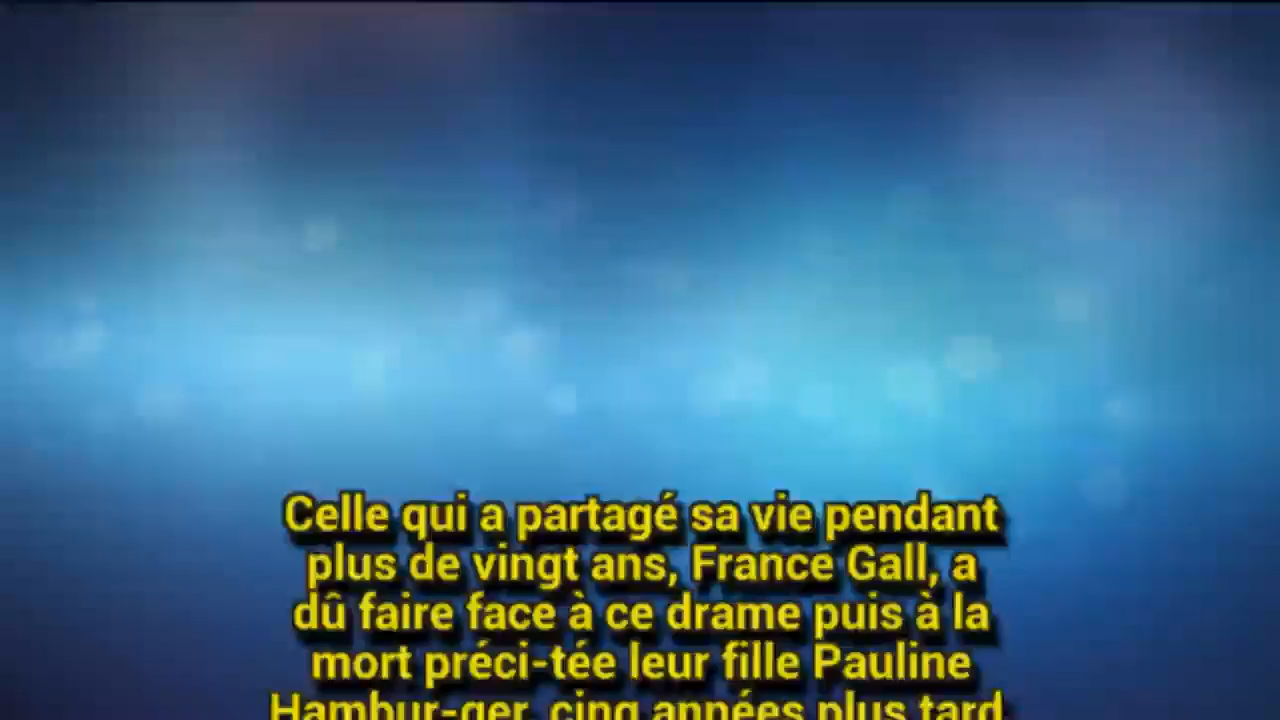 Celle qui a partagé sa vie pendant
plus de vingt ans, France Gall, a
dû faire face à ce drame puis à la
mort préci-tée leur fille Pauline
Hambur-ger, cinq années plus tard